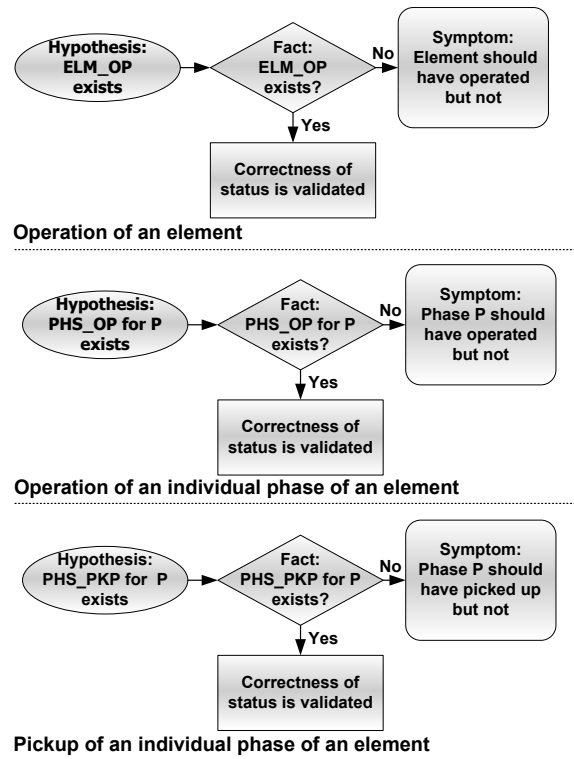 Hypothesis:
ELM_OP
exists
Fact:
ELM_OP
exists?
No
Symptom:
Element should
have operated
but not
Yes
Correctness of
status is validated
Operation of an element
Hypothesis:
PHS_OP for P
exists
Fact:
PHS_OP for P
exists?
No
Symptom:
Phase P should
have operated
but not
Yes
Correctness of
status is validated
Operation of an individual phase of an element
Hypothesis:
PHS_PKP for P
exists
Fact:
PHS_PKP for P
exists?
No
Symptom:
Phase P should
have picked up
but not
Yes
Correctness of
status is validated
Pickup of an individual phase of an element